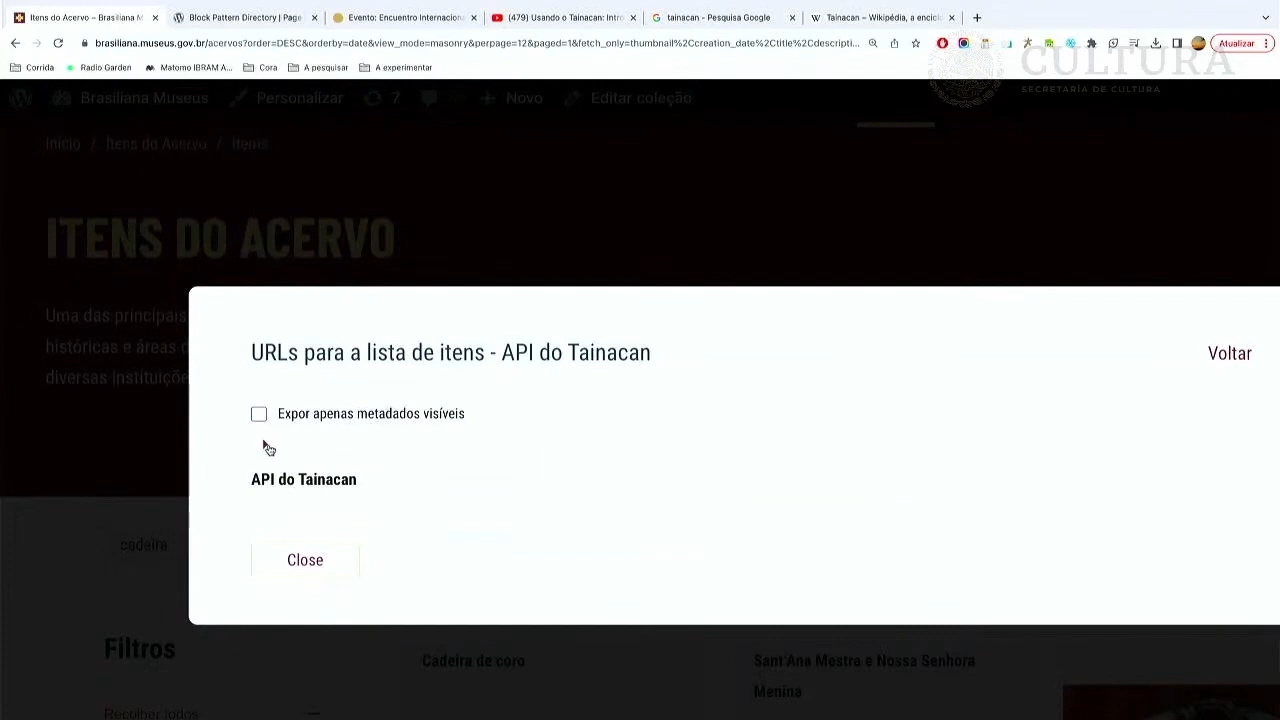 Itens do Acervo – Brasiliana M
Block Pattern Directory | Page
Evento: Encuentro Internacion
(479) Usando o Tainacan: Intro
tainacan - Pesquisa Google
Tainacan – Wikipédia, a encicl
brasiliana.museus.gov.br/acervos?order=DESC&orderby=date&view_mode=masonry&perpage=12&paged=1&fetch_only=thumbnail%2Ccreation_date%2Ctitle%2Cdescripti...
Atualizar
Corrida
Radio Garden
Matomo IBRAM A...
Cora
A pesquisar
A experimentar
CULTURA
SECRETARÍA DE CULTURA
Brasiliana Museus
Personalizar
7
Novo
Editar coleção
Início / Itens do Acervo / Items
ITENS DO ACERVO
Uma das principais
históricas e áreas d
diversas instituiçõe
URLs para a lista de itens - API do Tainacan
Voltar
Expor apenas metadados visíveis
API do Tainacan
Close
cadeira
Filtros
Cadeira de coro
Sant'Ana Mestra e Nossa Senhora
Menina
Recolher todos